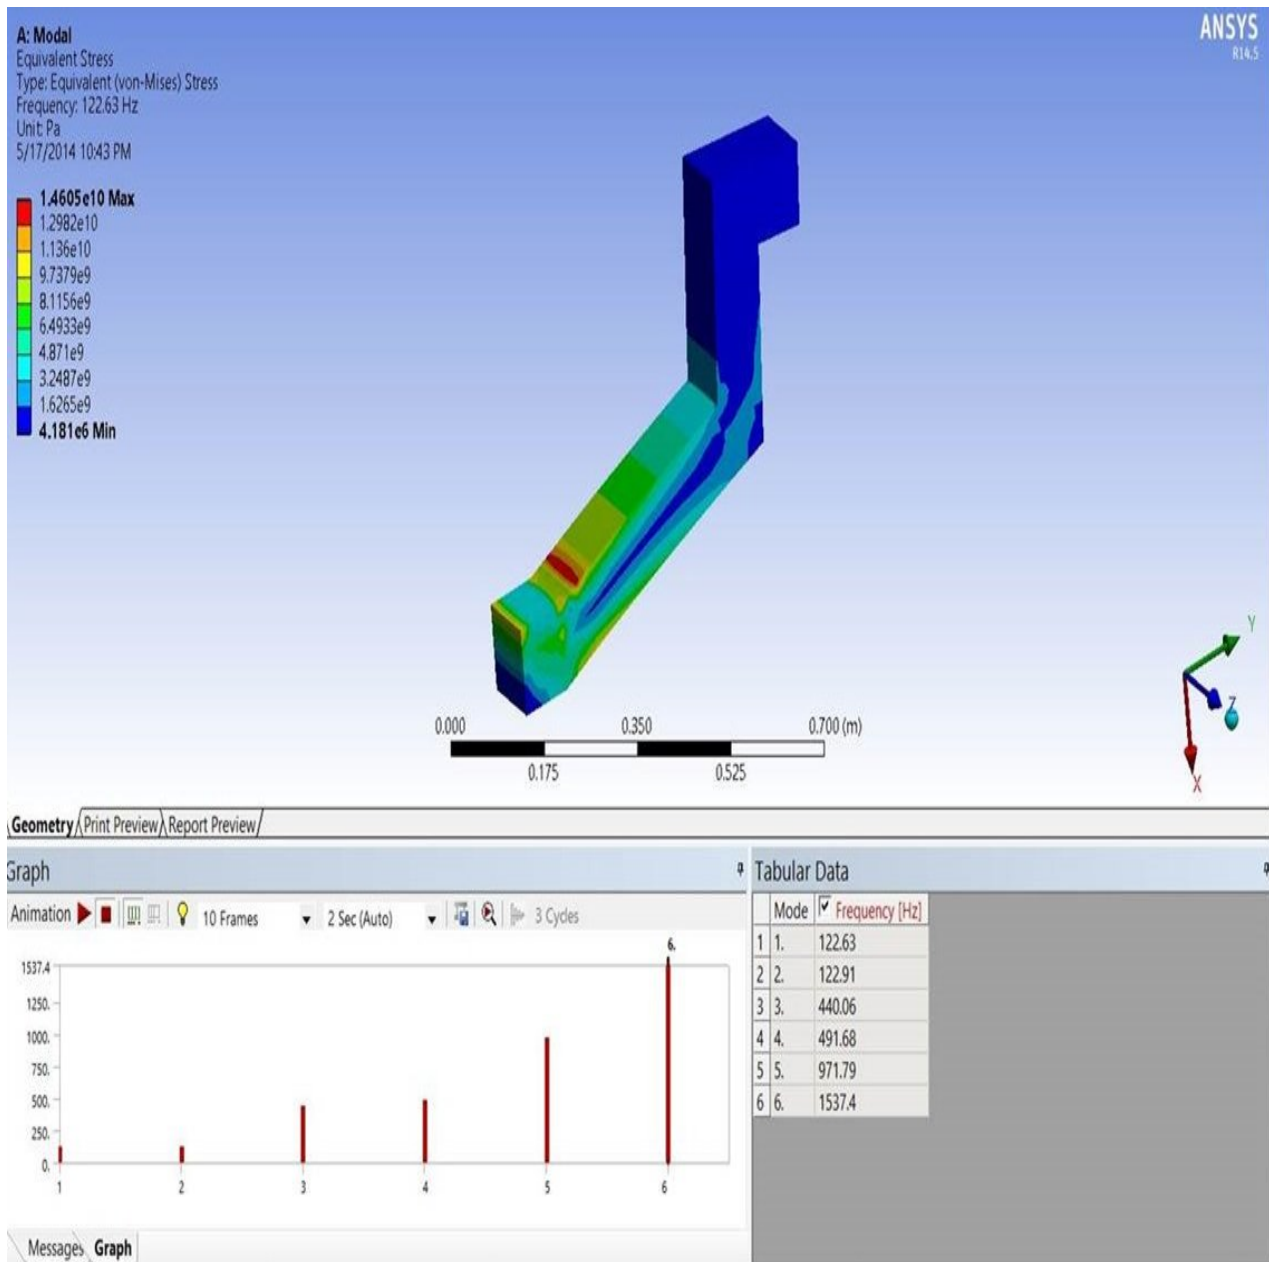 A: Modal
Equivalent Stress
Type: Equivalent (von-Mises) Stress
Frequency: 122.63 Hz
Unit: Pa
5/17/2014 10:43 PM
ANSYS
R14.5
1.4605e10 Max
1.2982e10
1.136e10
9.7379e9
8.1156e9
6.4933e9
4.871e9
3.2487e9
1.6265e9
4.181e6 Min
0.000 0.350 0.700 (m)
0.175 0.525
Y
Z
X
Geometry Print Preview Report Preview
Graph
Animation 10 Frames 2 Sec (Auto) 3 Cycles
6.
1537.4
1250.
1000.
750.
500.
250.
0.
1 2 3 4 5 6
Messages Graph
Tabular Data
Mode Frequency [Hz]
1 1. 122.63
2 2. 122.91
3 3. 440.06
4 4. 491.68
5 5. 971.79
6 6. 1537.4